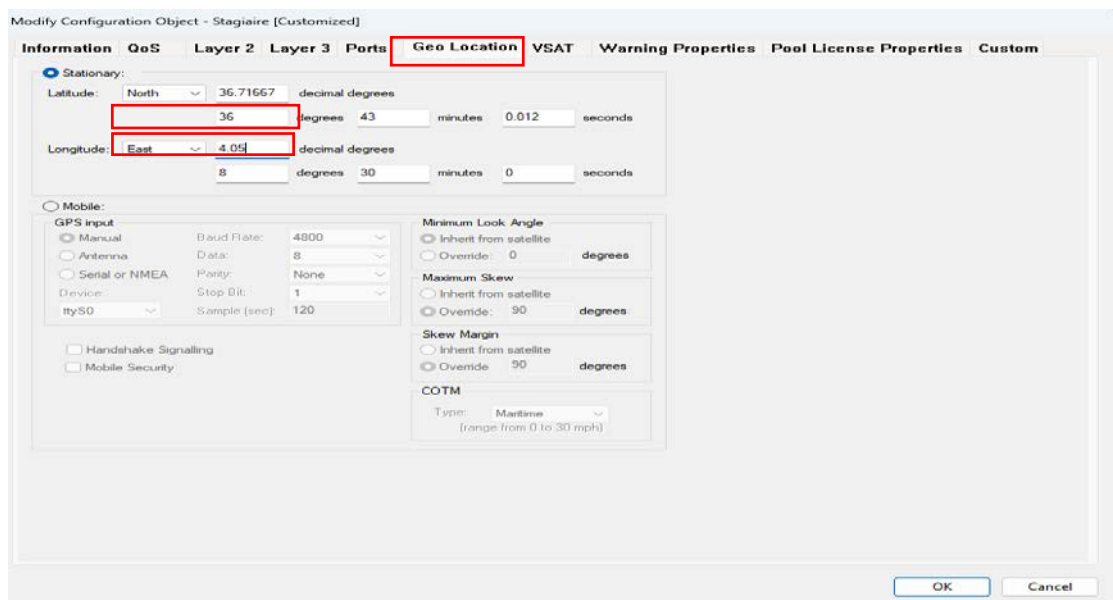 Modify Configuration Object - Stagiaire [Customized]
Information QoS Layer 2 Layer 3 Ports Geo Location VSAT Warning Properties Pool License Properties Custom
Stationary:
Latitude: North 36.71667 decimal degrees
36 degrees 43 minutes 0.012 seconds
Longitude: East 4.05 decimal degrees
8 degrees 30 minutes 0 seconds
Mobile:
GPS input
Manual Baud Rate: 4800
Antenna Data: 8
Serial or NMEA Parity: None
Device: Stop Bit: 1
ttyS0 Sample (sec): 120
Handshake Signalling
Mobile Security
Minimum Look Angle
Inherit from satellite
Override: 0 degrees
Maximum Skew
Inherit from satellite
Override: 90 degrees
Skew Margin
Inherit from satellite
Override 90 degrees
COTM
Type: Maritime
(range from 0 to 30 mph)
OK Cancel